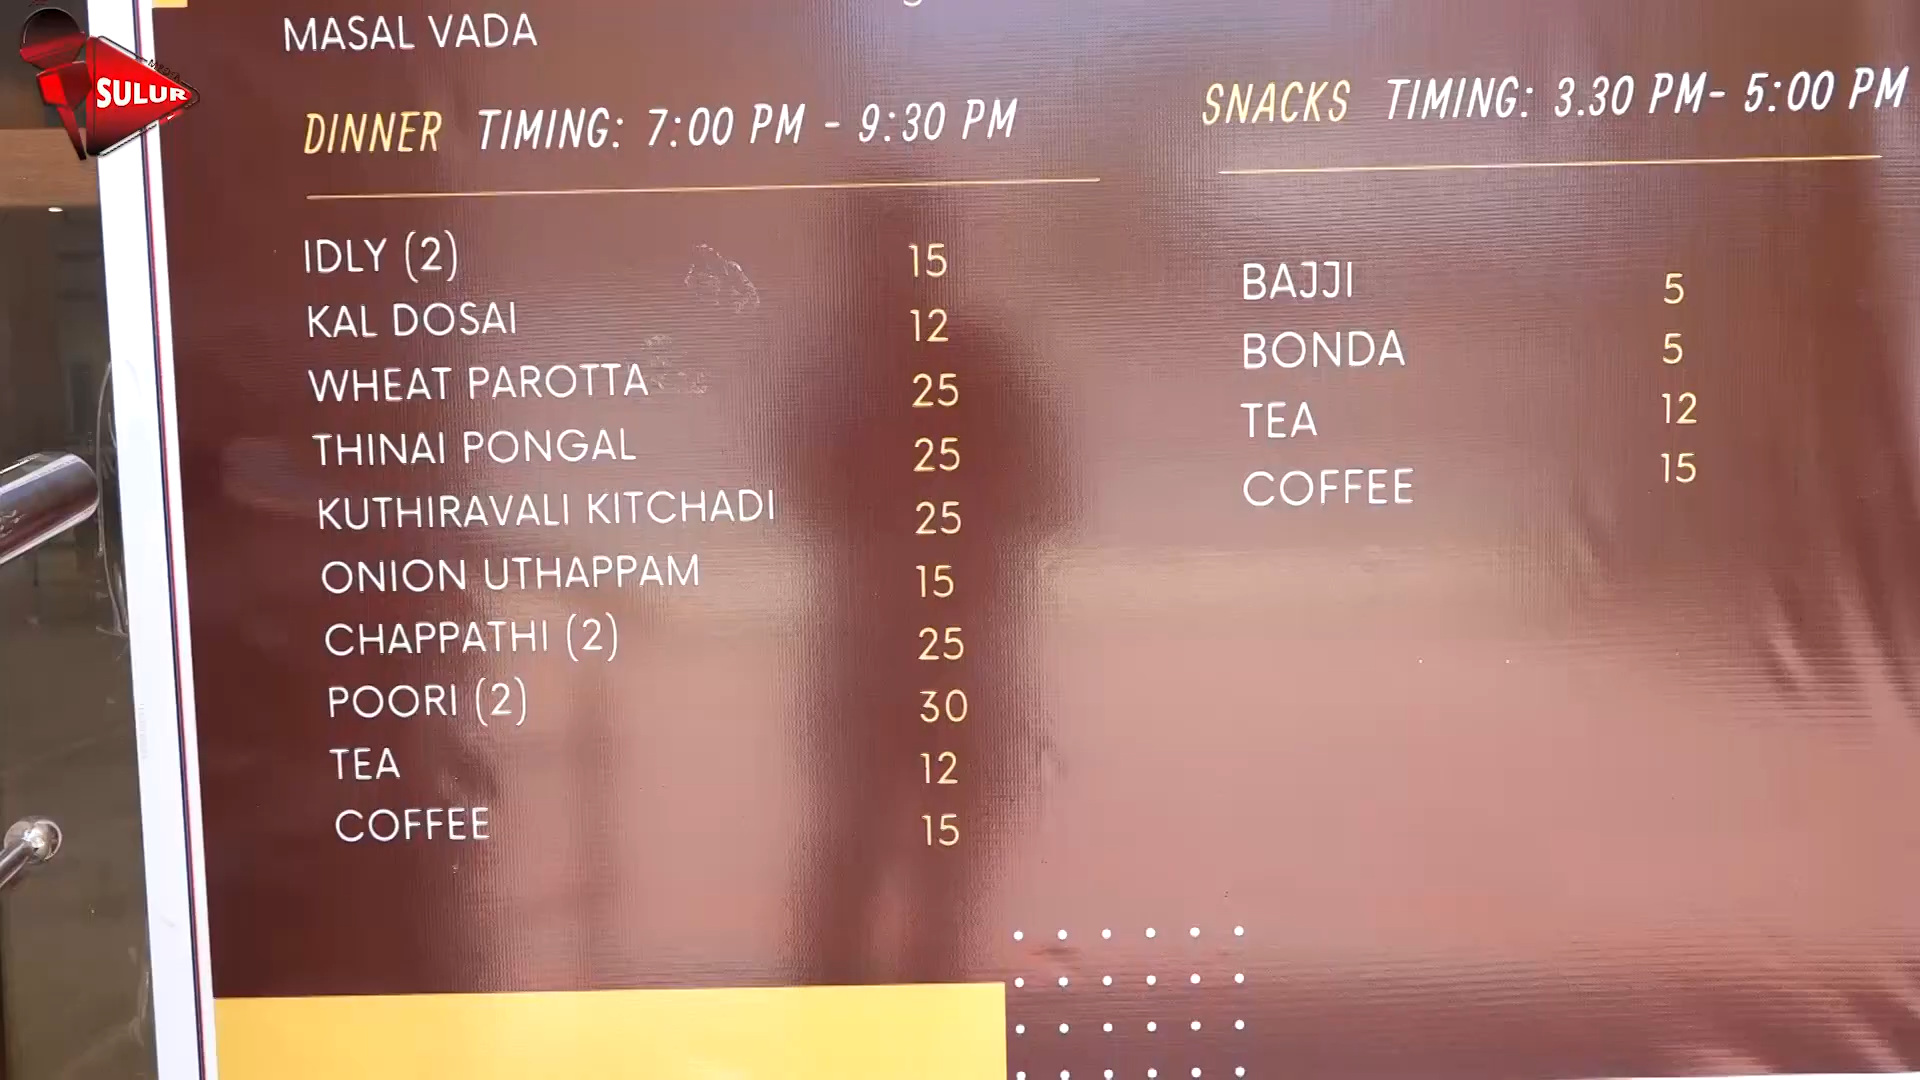 MEDIA
SULUR
MASAL VADA
DINNER TIMING: 7:00 PM - 9:30 PM
IDLY (2) 15
KAL DOSAI 12
WHEAT PAROTTA 25
THINAI PONGAL 25
KUTHIRAVALI KITCHADI 25
ONION UTHAPPAM 15
CHAPPATHI (2) 25
POORI (2) 30
TEA 12
COFFEE 15
SNACKS TIMING: 3.30 PM- 5:00 PM
BAJJI 5
BONDA 5
TEA 12
COFFEE 15